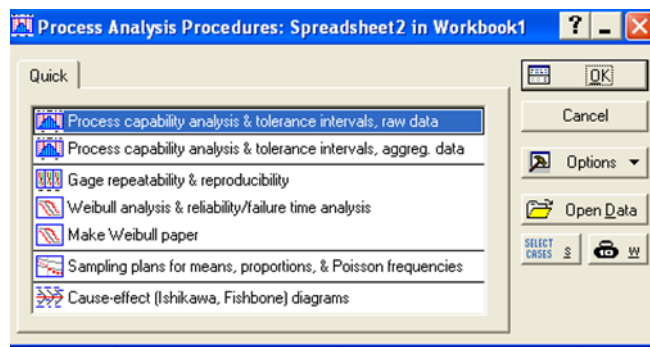 Process Analysis Procedures: Spreadsheet2 in Workbook1
Quick
Process capability analysis & tolerance intervals, raw data
Process capability analysis & tolerance intervals, aggreg. data
Gage repeatability & reproducibility
Weibull analysis & reliability/failure time analysis
Make Weibull paper
Sampling plans for means, proportions, & Poisson frequencies
Cause-effect (Ishikawa, Fishbone) diagrams
OK
Cancel
Options
Open Data
SELECT CASES S W